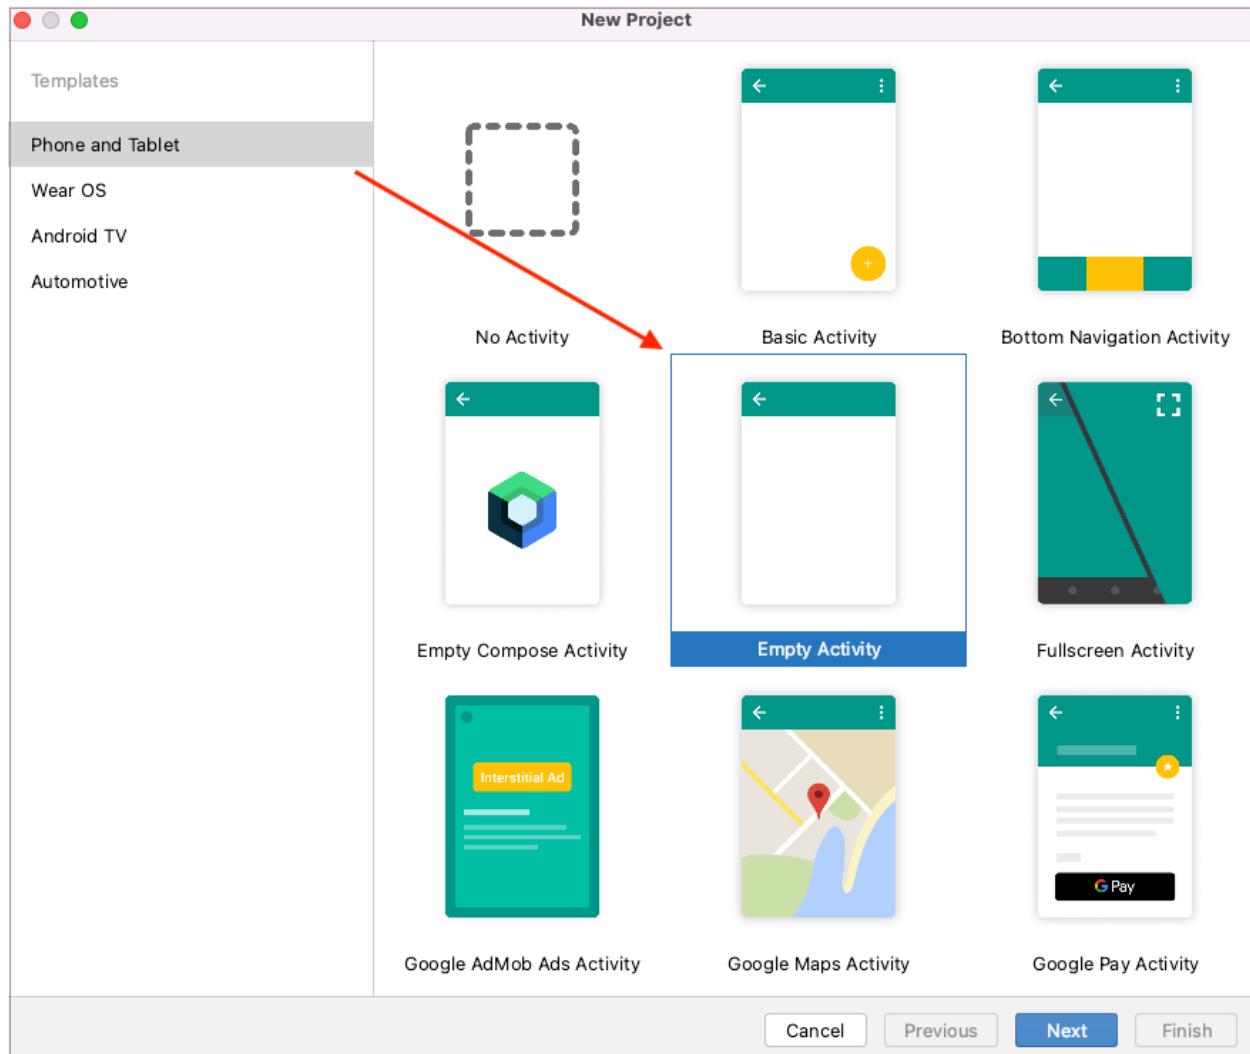 New Project
Templates
Phone and Tablet
Wear OS
Android TV
Automotive
No Activity
Basic Activity
Bottom Navigation Activity
Empty Compose Activity
Empty Activity
Fullscreen Activity
Interstitial Ad
G Pay
Google AdMob Ads Activity
Google Maps Activity
Google Pay Activity
Cancel
Previous
Next
Finish